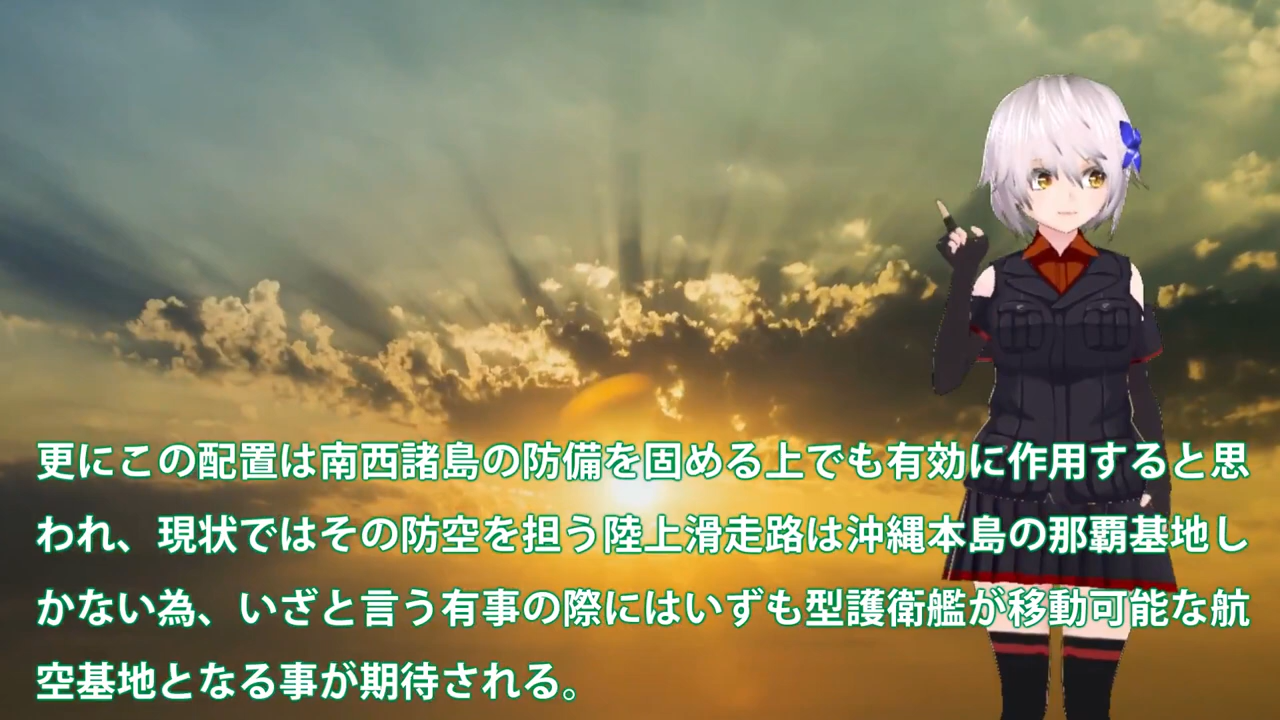 更にこの配置は南西諸島の防備を固める上でも有効に作用すると思
われ、現状ではその防空を担う陸上滑走路は沖縄本島の那覇基地し
かない為、いざと言う有事の際にはいずも型護衛艦が移動可能な航
空基地となる事が期待される。